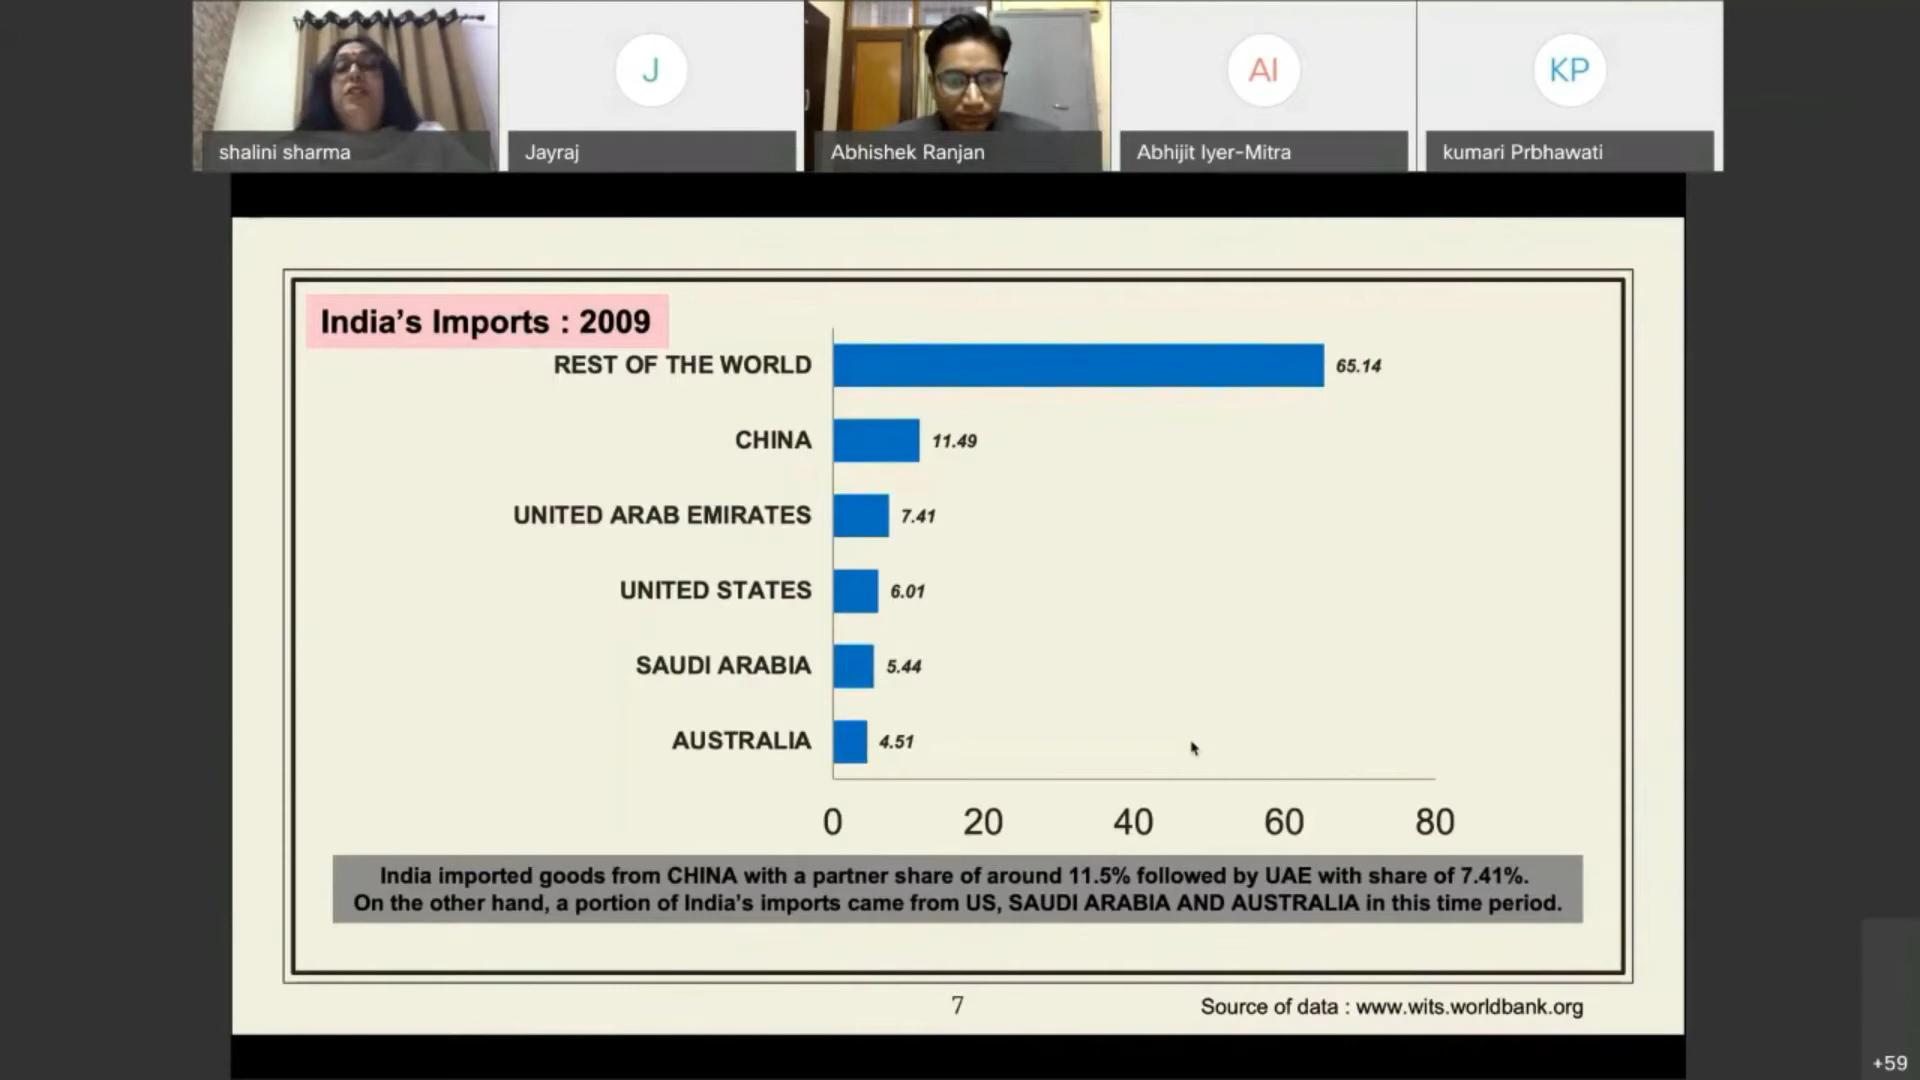 shalini sharma
J
Jayraj
Abhishek Ranjan
AI
Abhijit Iyer-Mitra
KP
kumari Prbhawati
India's Imports : 2009
REST OF THE WORLD 65.14
CHINA 11.49
UNITED ARAB EMIRATES 7.41
UNITED STATES 6.01
SAUDI ARABIA 5.44
AUSTRALIA 4.51
0 20 40 60 80
India imported goods from CHINA with a partner share of around 11.5% followed by UAE with share of 7.41%.
On the other hand, a portion of India's imports came from US, SAUDI ARABIA AND AUSTRALIA in this time period.
7
Source of data : www.wits.worldbank.org
+59